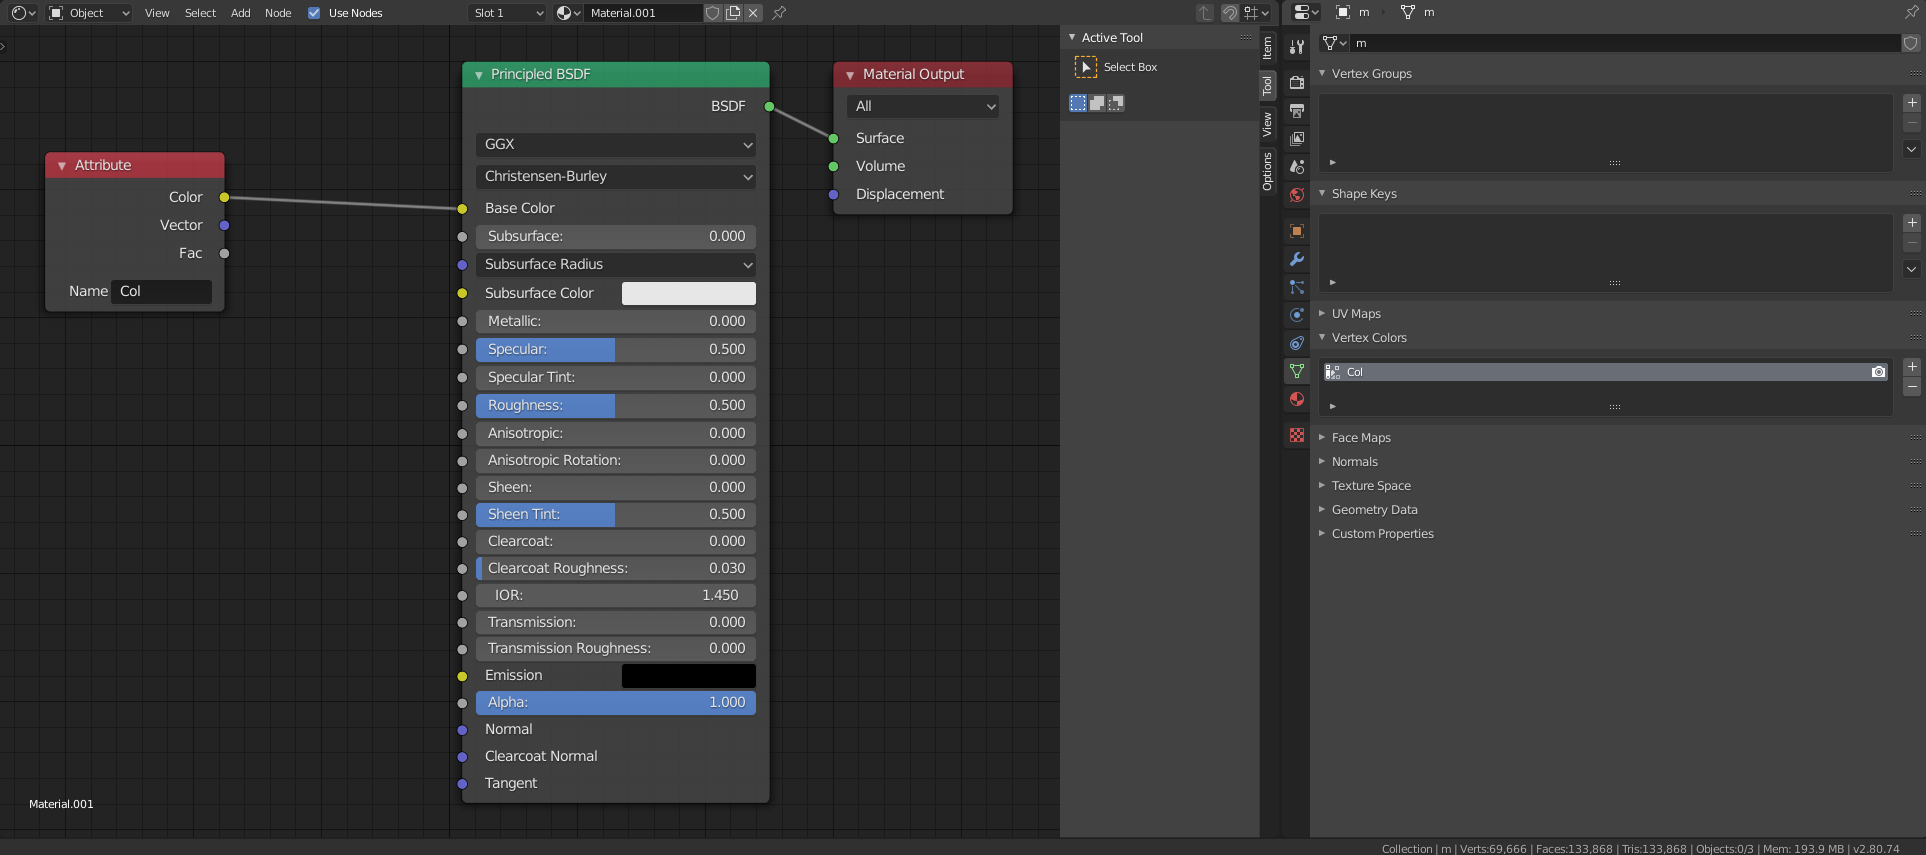 Object View Select Add Node Use Nodes Slot 1 Material.001
m m
Active Tool
Select Box
Item
Tool
View
Options
Attribute
Color
Vector
Fac
Name Col
Principled BSDF
BSDF
GGX
Christensen-Burley
Base Color
Subsurface: 0.000
Subsurface Radius
Subsurface Color
Metallic: 0.000
Specular: 0.500
Specular Tint: 0.000
Roughness: 0.500
Anisotropic: 0.000
Anisotropic Rotation: 0.000
Sheen: 0.000
Sheen Tint: 0.500
Clearcoat: 0.000
Clearcoat Roughness: 0.030
IOR: 1.450
Transmission: 0.000
Transmission Roughness: 0.000
Emission
Alpha: 1.000
Normal
Clearcoat Normal
Tangent
Material Output
All
Surface
Volume
Displacement
Material.001
m
Vertex Groups
Shape Keys
UV Maps
Vertex Colors
Col
Face Maps
Normals
Texture Space
Geometry Data
Custom Properties
Collection | m | Verts:69,666 | Faces:133,868 | Tris:133,868 | Objects:0/3 | Mem: 193.9 MB | v2.80.74